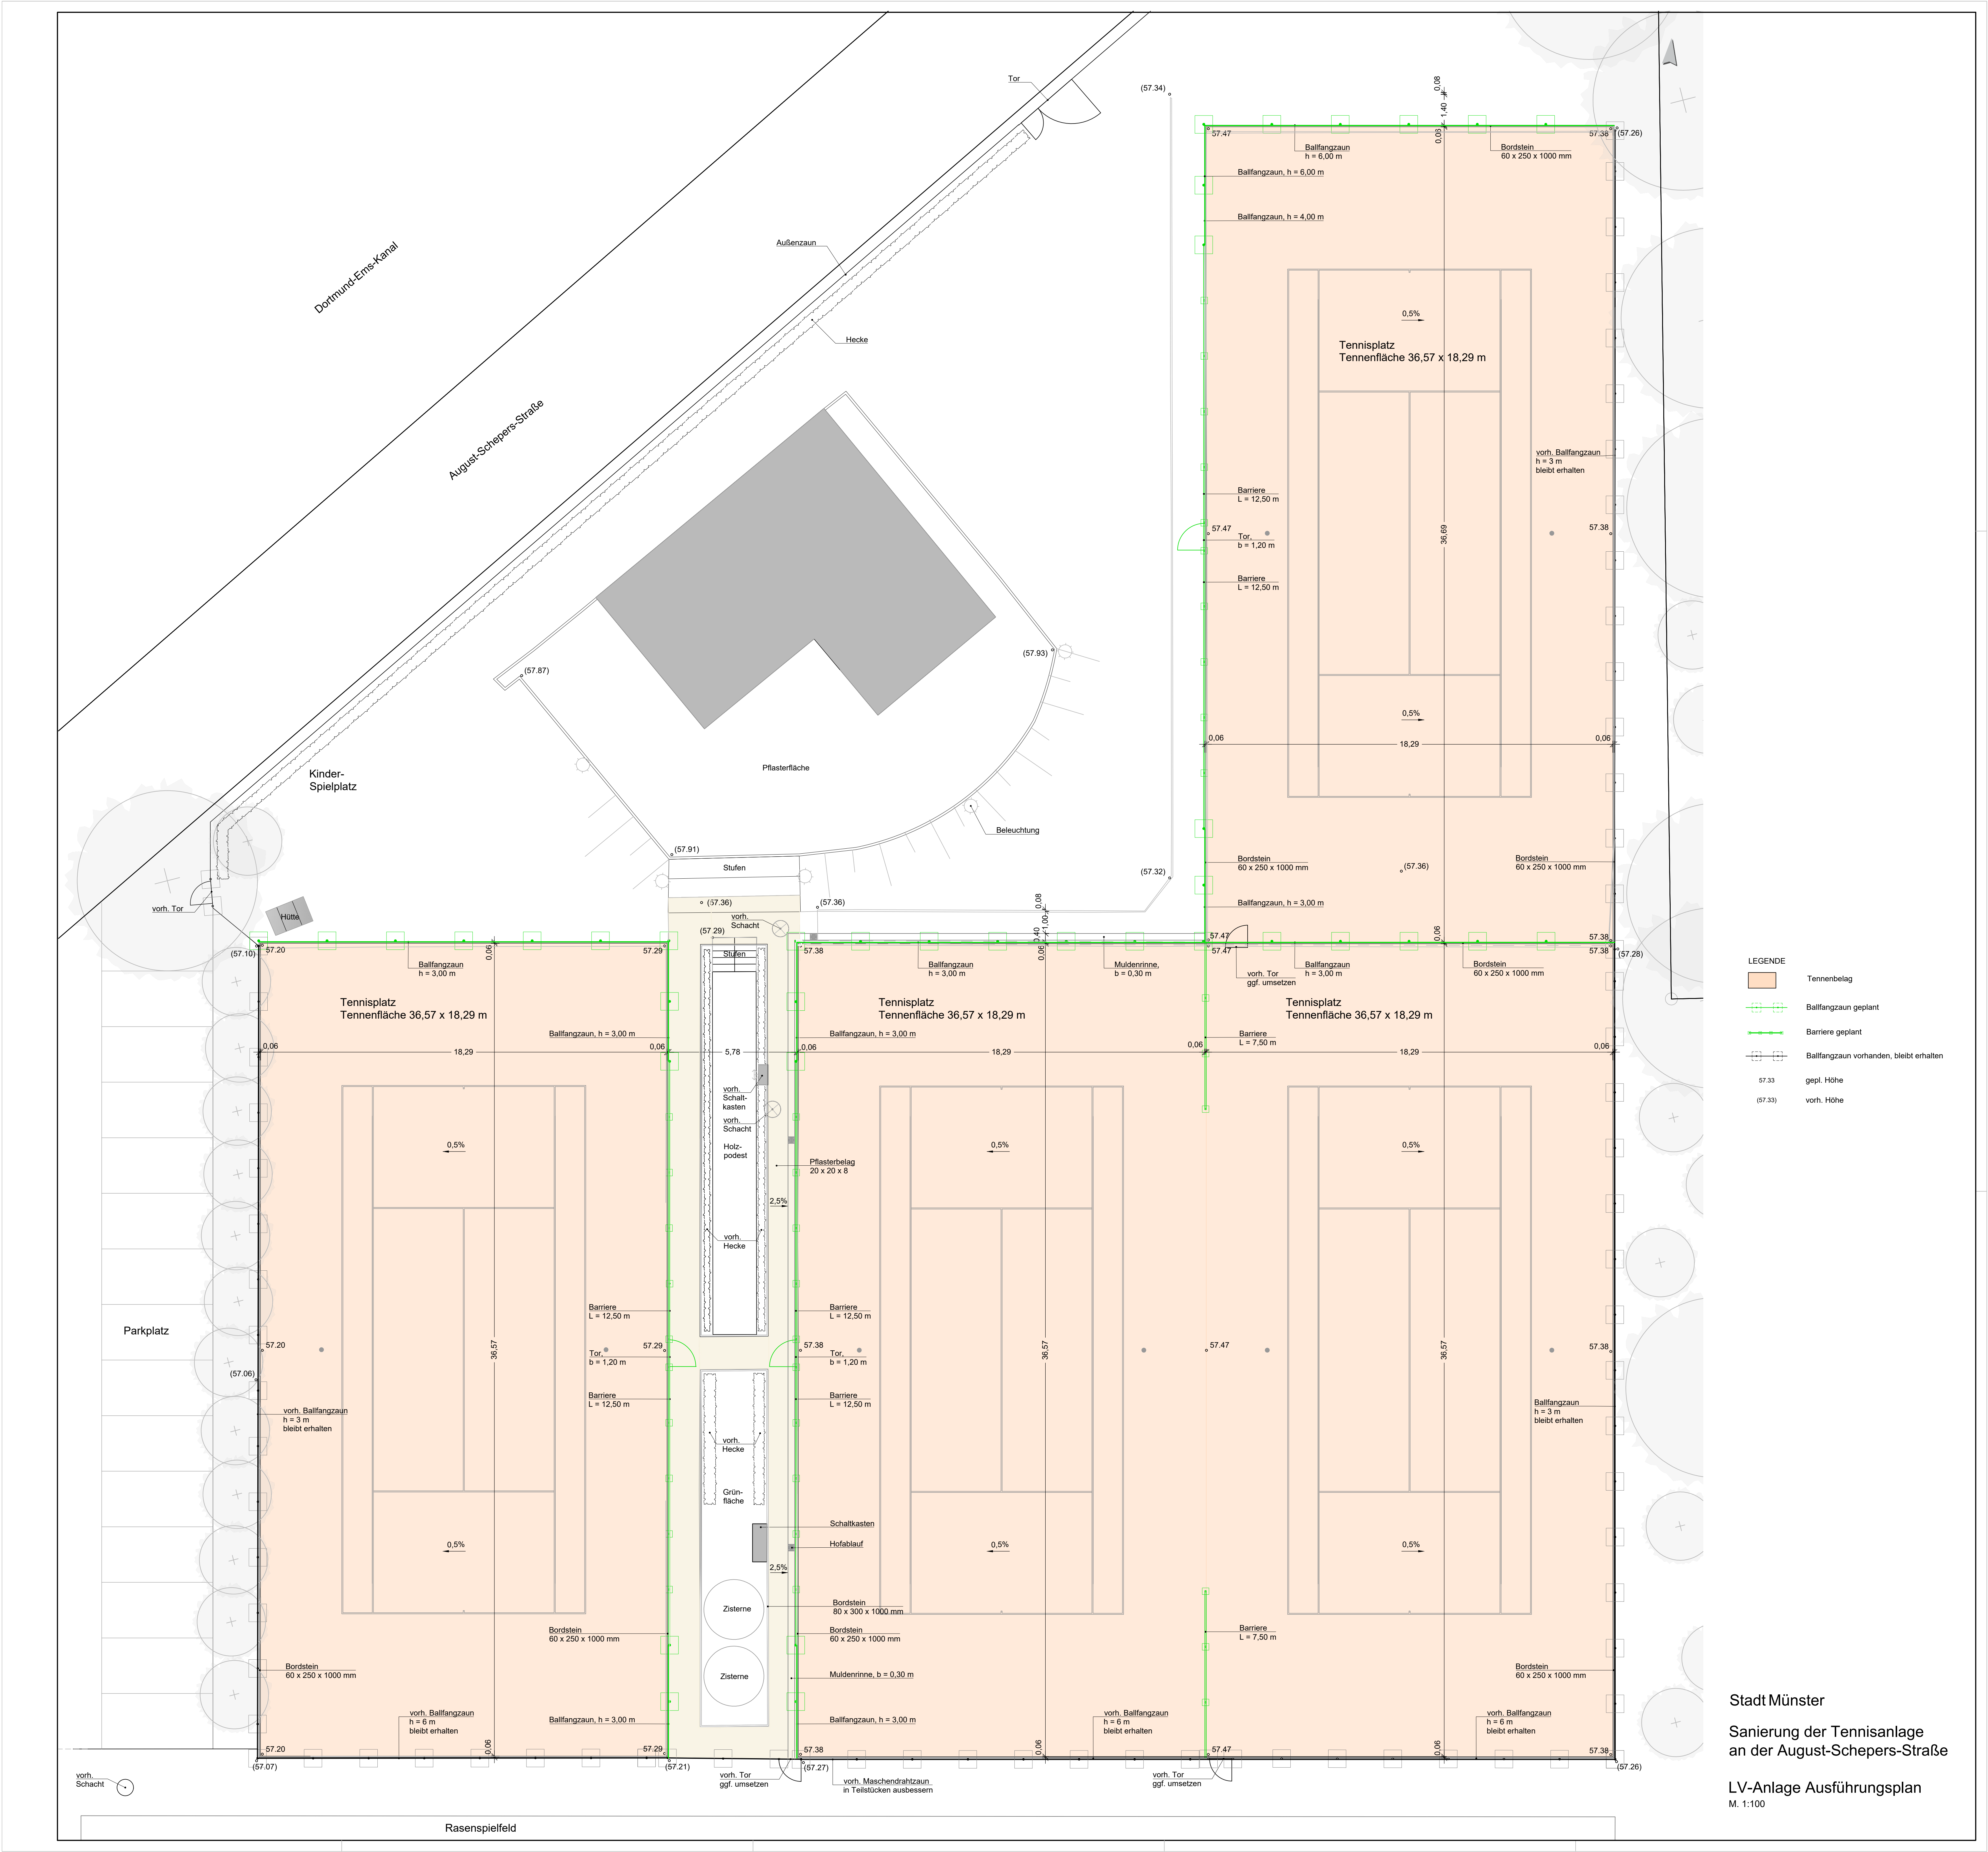 Tor
(57.34)
0,08
1,40
0,06
57.47
57.38
(57.26)
Ballfangzaun
h = 6,00 m
Bordstein
60 x 250 x 1000 mm
Ballfangzaun, h = 6,00 m
Ballfangzaun, h = 4,00 m
Außenzaun
Dortmund-Ems-Kanal
Hecke
0,5%
Tennisplatz
Tennenfläche 36,57 x 18,29 m
August-Schepers-Straße
vorh. Ballfangzaun
h = 3 m
bleibt erhalten
Barriere
L = 12,50 m
57.47
57.38
Tor,
b = 1,20 m
36,69
Barriere
L = 12,50 m
(57.93)
(57.87)
0,5%
0,06
18,29
0,06
Kinder-
Spielplatz
Pflasterfläche
Beleuchtung
(57.91)
Stufen
Bordstein
60 x 250 x 1000 mm
(57.36)
Bordstein
60 x 250 x 1000 mm
(57.32)
(57.36)
(57.36)
0,08
1,00
0,40
0,06
Ballfangzaun, h = 3,00 m
0,06
vorh. Tor
Hütte
vorh.
Schacht
(57.29)
Stufen
(57.10)
57.20
0,06
57.29
57.38
57.47
57.47
57.38
57.38
(57.28)
Ballfangzaun
h = 3,00 m
Ballfangzaun
h = 3,00 m
Muldenrinne,
b = 0,30 m
vorh. Tor
ggf. umsetzen
Ballfangzaun
h = 3,00 m
Bordstein
60 x 250 x 1000 mm
Tennisplatz
Tennenfläche 36,57 x 18,29 m
Tennisplatz
Tennenfläche 36,57 x 18,29 m
Tennisplatz
Tennenfläche 36,57 x 18,29 m
Ballfangzaun, h = 3,00 m
Ballfangzaun, h = 3,00 m
Barriere
L = 7,50 m
0,06
18,29
0,06
5,78
0,06
18,29
0,06
18,29
0,06
LEGENDE
Tennenbelag
Ballfangzaun geplant
Barriere geplant
Ballfangzaun vorhanden, bleibt erhalten
57.33
gepl. Höhe
(57.33)
vorh. Höhe
vorh.
Schalt-
kasten
vorh.
Schacht
Holz-
podest
0,5%
0,5%
0,5%
Pflasterbelag
20 x 20 x 8
2,5%
vorh.
Hecke
Barriere
L = 12,50 m
Barriere
L = 12,50 m
Parkplatz
57.20
57.29
57.38
57.47
57.38
36,57
36,57
36,57
Tor,
b = 1,20 m
Tor,
b = 1,20 m
(57.06)
Barriere
L = 12,50 m
Barriere
L = 12,50 m
vorh. Ballfangzaun
h = 3 m
bleibt erhalten
Ballfangzaun
h = 3 m
bleibt erhalten
vorh.
Hecke
Grün-
fläche
Schaltkasten
Hofablauf
0,5%
0,5%
0,5%
2,5%
Zisterne
Bordstein
80 x 300 x 1000 mm
Bordstein
60 x 250 x 1000 mm
Bordstein
60 x 250 x 1000 mm
Barriere
L = 7,50 m
Bordstein
60 x 250 x 1000 mm
Zisterne
Muldenrinne, b = 0,30 m
Bordstein
60 x 250 x 1000 mm
vorh. Ballfangzaun
h = 6 m
bleibt erhalten
Ballfangzaun, h = 3,00 m
Ballfangzaun, h = 3,00 m
vorh. Ballfangzaun
h = 6 m
bleibt erhalten
vorh. Ballfangzaun
h = 6 m
bleibt erhalten
57.20
0,06
57.29
57.38
0,06
57.47
0,06
57.38
(57.07)
(57.21)
(57.27)
(57.26)
vorh.
Schacht
vorh. Tor
ggf. umsetzen
vorh. Maschendrahtzaun
in Teilstücken ausbessern
vorh. Tor
ggf. umsetzen
Rasenspielfeld
Stadt Münster
Sanierung der Tennisanlage
an der August-Schepers-Straße
LV-Anlage Ausführungsplan
M. 1:100